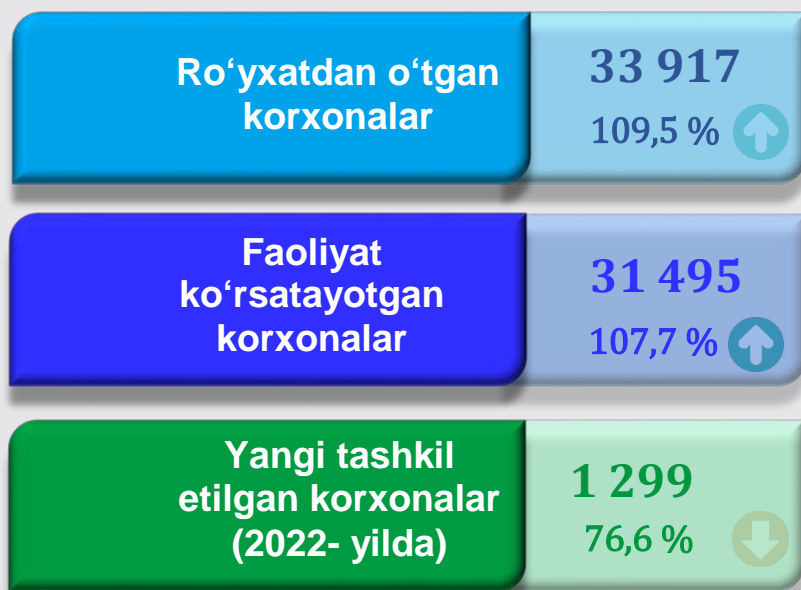 Ro‘yxatdan o‘tgan
korxonalar
33 917
109,5 %
Faoliyat
ko‘rsatayotgan
korxonalar
31 495
107,7 %
Yangi tashkil
etilgan korxonalar
(2022- yilda)
1 299
76,6 %